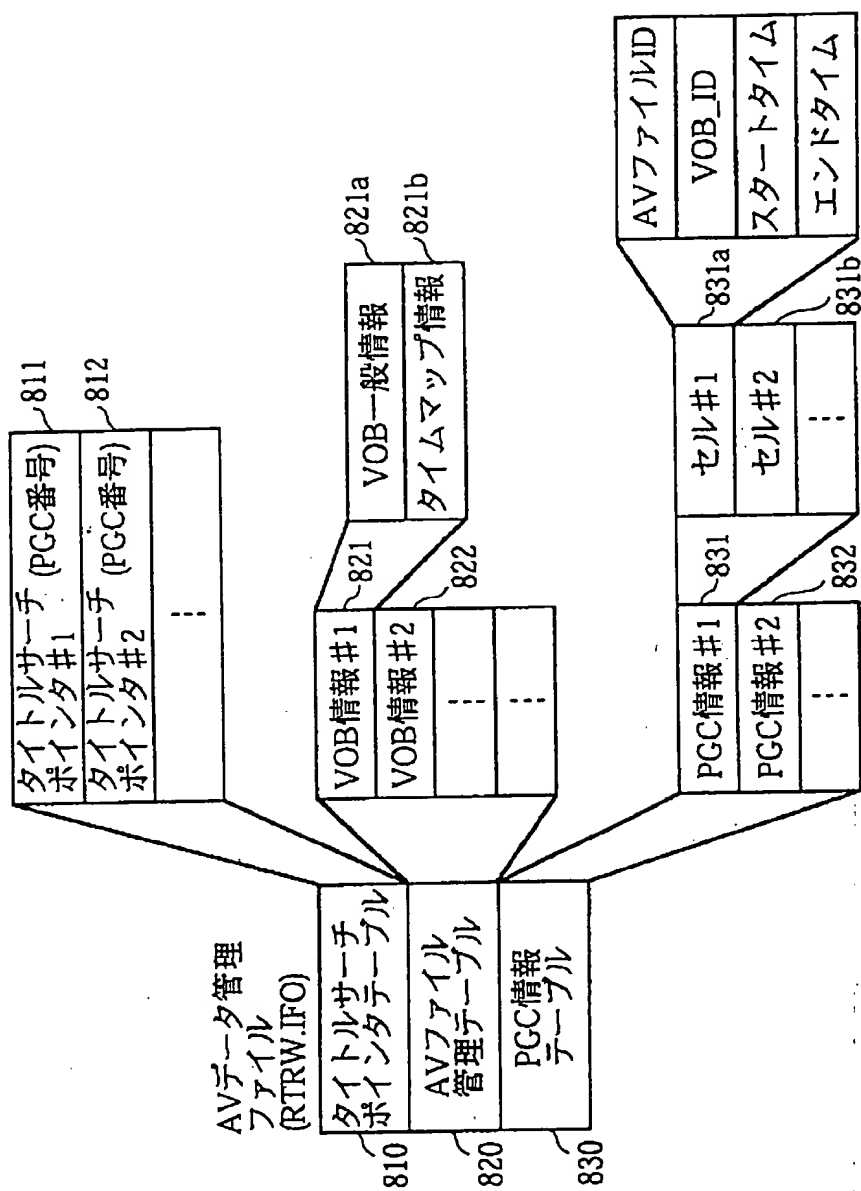 AVデータ管理
ファイル
(RTRW.IFO)
タイトルサーチ
ポインタテーブル
AVファイル
管理テーブル
PGC情報
テーブル
810
820
830
タイトルサーチ
ポインタ#1
(PGC番号)
811
タイトルサーチ
ポインタ#2
(PGC番号)
812
VOB情報#1
821
VOB情報#2
822
VOB一般情報
821a
タイムマップ情報
821b
PGC情報#1
831
PGC情報#2
832
セル#1
831a
セル#2
831b
AVファイルID
VOB_ID
スタートタイム
エンドタイム